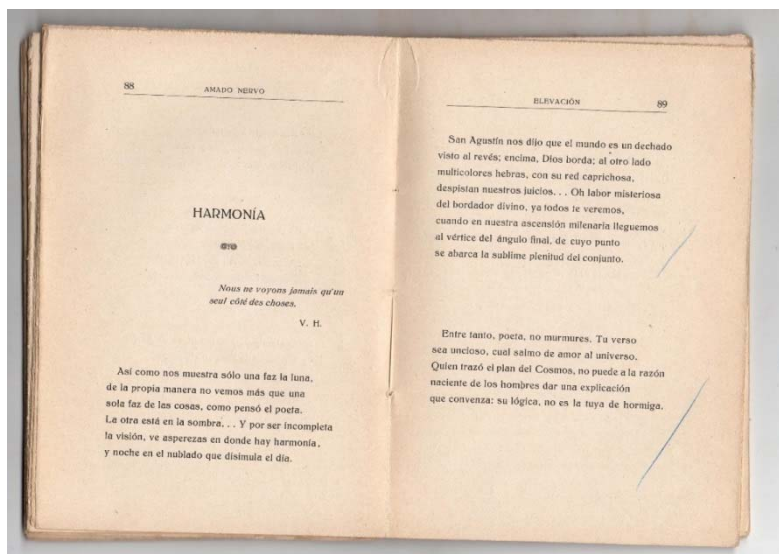 88
AMADO NERVO
HARMONÍA
Nous ne voyons jamais qu'un
seul côté des choses.
V. H.
Así como nos muestra sólo una faz la luna,
de la propia manera no vemos más que una
sola faz de las cosas, como pensó el poeta.
La otra está en la sombra. . . Y por ser incompleta
la visión, ve asperezas en donde hay harmonía,
y noche en el nublado que disimula el día.
ELEVACIÓN
89
San Agustín nos dijo que el mundo es un dechado
visto al revés; encima, Dios borda; al otro lado
multicolores hebras, con su red caprichosa,
despistan nuestros juicios. . . Oh labor misteriosa
del bordador divino, ya todos te veremos,
cuando en nuestra ascensión milenaria lleguemos
al vértice del ángulo final, de cuyo punto
se abarca la sublime plenitud del conjunto.
Entre tanto, poeta, no murmures. Tu verso
sea uncioso, cual salmo de amor al universo.
Quien trazó el plan del Cosmos, no puede a la razón
naciente de los hombres dar una explicación
que convenza: su lógica, no es la tuya de hormiga.